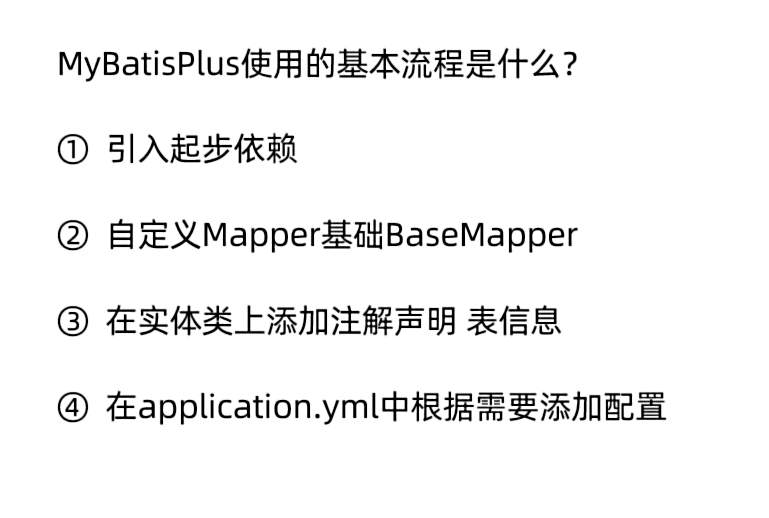 MyBatisPlus使用的基本流程是什么？
① 引入起步依赖
② 自定义Mapper基础BaseMapper
③ 在实体类上添加注解声明 表信息
④ 在application.yml中根据需要添加配置